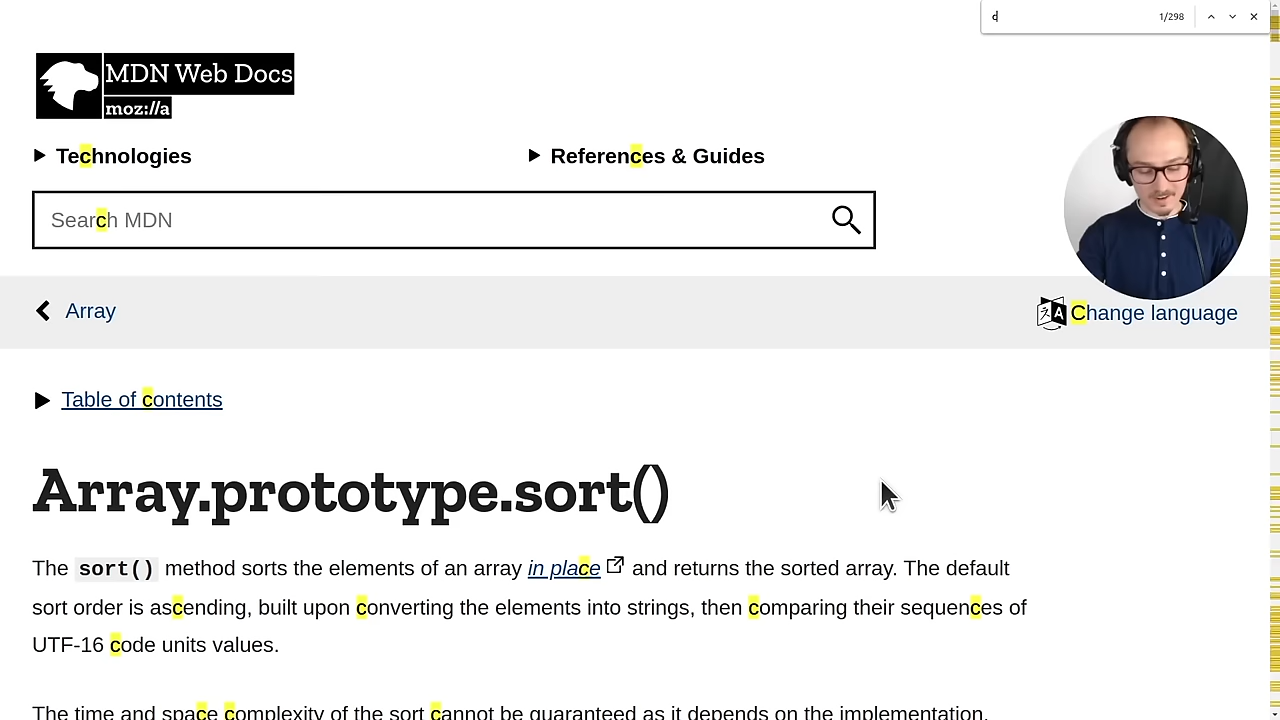 c 1/298
MDN Web Docs
moz://a
Technologies
References & Guides
Search MDN
Array
Change language
Table of contents
Array.prototype.sort()
The sort() method sorts the elements of an array in place and returns the sorted array. The default
sort order is ascending, built upon converting the elements into strings, then comparing their sequences of
UTF-16 code units values.
The time and space complexity of the sort cannot be guaranteed as it depends on the implementation.